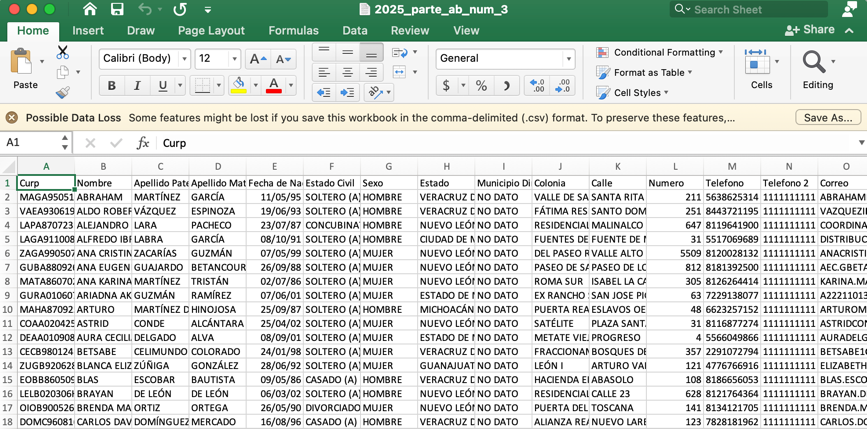 2025_parte_ab_num_3 Search Sheet
Home Insert Draw Page Layout Formulas Data Review View Share
Paste Calibri (Body) 12 General Conditional Formatting Format as Table Cell Styles Cells Editing
Possible Data Loss Some features might be lost if you save this workbook in the comma-delimited (.csv) format. To preserve these features,... Save As...
A1 fx Curp
A B C D E F G H I J K L M N O
1 Curp Nombre Apellido Pat Apellido Mat Fecha de Na Estado Civil Sexo Estado Municipio Di Colonia Calle Numero Telefono Telefono 2 Correo
2 MAGA95051 ABRAHAM MARTÍNEZ GARCÍA 11/05/95 SOLTERO (A) HOMBRE VERACRUZ D NO DATO VALLE DE SA SANTA RITA 211 5638625314 1111111111 ABRAHAM
3 VAEA930619 ALDO ROBER VÁZQUEZ ESPINOZA 19/06/93 SOLTERO (A) HOMBRE VERACRUZ D NO DATO FÁTIMA RES SANTO DOM 251 8443721195 1111111111 VAZQUEZII
4 LAPA870723 ALEJANDRO LARA PACHECO 23/07/87 CONCUBINA HOMBRE NUEVO LEÓN NO DATO RESIDENCIAL MALINALCO 647 8119641900 1111111111 COORDINA
5 LAGA911008 ALFREDO IBI LABRA GARCÍA 08/10/91 SOLTERO (A) HOMBRE CIUDAD DE M NO DATO FUENTES DE FUENTE DE 31 5517069689 1111111111 DISTRIBUC
6 ZAGA990507 ANA CRISTIN ZACARÍAS GUZMÁN 07/05/99 SOLTERO (A) MUJER NUEVO LEÓN NO DATO DEL PASEO R VALLE ALTO 5509 8120028132 1111111111 ANACRISTI
7 GUBA880926 ANA EUGEN GUAJARDO BETANCOUR 26/09/88 SOLTERO (A) MUJER NUEVO LEÓN NO DATO PASEO DE SA PASEO DE LC 812 8181392500 1111111111 AEC.GBETA
8 MATA860702 ANA KARINA MARTÍNEZ TRISTÁN 02/07/86 SOLTERO (A) MUJER NUEVO LEÓN NO DATO ROMA SUR ISABEL LA CA 305 8126264414 1111111111 KARINA.M
9 GURA010607 ARIADNA AK GUZMÁN RAMÍREZ 07/06/01 SOLTERO (A) MUJER ESTADO DE M NO DATO EX RANCHO SAN JOSE PI 63 7229138077 1111111111 A22211013
10 MAHA87092 ARTURO MARTÍNEZ D HINOJOSA 25/09/87 SOLTERO (A) HOMBRE MICHOACÁN NO DATO PUERTA REA ESLAVOS OE 48 6623257152 1111111111 ARTUROM
11 COAA020425 ASTRID CONDE ALCÁNTARA 25/04/02 SOLTERO (A) MUJER NUEVO LEÓN NO DATO SATÉLITE PLAZA SANT 31 8116877274 1111111111 ASTRIDCON
12 DEAA010908 AURA CECILI DELGADO ALVA 08/09/01 SOLTERO (A) MUJER ESTADO DE M NO DATO METATE VIEJ PROGRESO 4 5566049866 1111111111 AURADELG
13 CECB980124 BETSABE CELIMUNDO COLORADO 24/01/98 SOLTERO (A) MUJER VERACRUZ D NO DATO FRACCIONAM BOSQUES DE 357 2291072794 1111111111 BETSABE1
14 ZUGB920628 BLANCA ELIZ ZÚÑIGA GONZÁLEZ 28/06/92 SOLTERO (A) MUJER GUANAJUAT NO DATO LEÓN I ARTURO VAI 121 4776766916 1111111111 ELIZABETH
15 EOBB860509 BLAS ESCOBAR BAUTISTA 09/05/86 CASADO (A) HOMBRE VERACRUZ D NO DATO HACIENDA EI ABASOLO 108 8186656053 1111111111 BLAS.ESCO
16 LELB020306 BRAYAN DE LEÓN DE LEÓN 06/03/02 SOLTERO (A) HOMBRE NUEVO LEÓN NO DATO RESIDENCIAL CALLE 23 628 8121764364 1111111111 BRAYAN.D
17 OIOB900526 BRENDA MA ORTIZ ORTEGA 26/05/90 DIVORCIADO MUJER NUEVO LEÓN NO DATO PUERTA DEL TOSCANA 141 8134121705 1111111111 BRENDA.M
18 DOMC96081 CARLOS DAV DOMÍNGUEZ MERCADO 16/08/96 CASADO (A) HOMBRE VERACRUZ D NO DATO ALIANZA REA NUEVO LARE 123 7828181962 1111111111 CARLOS.D